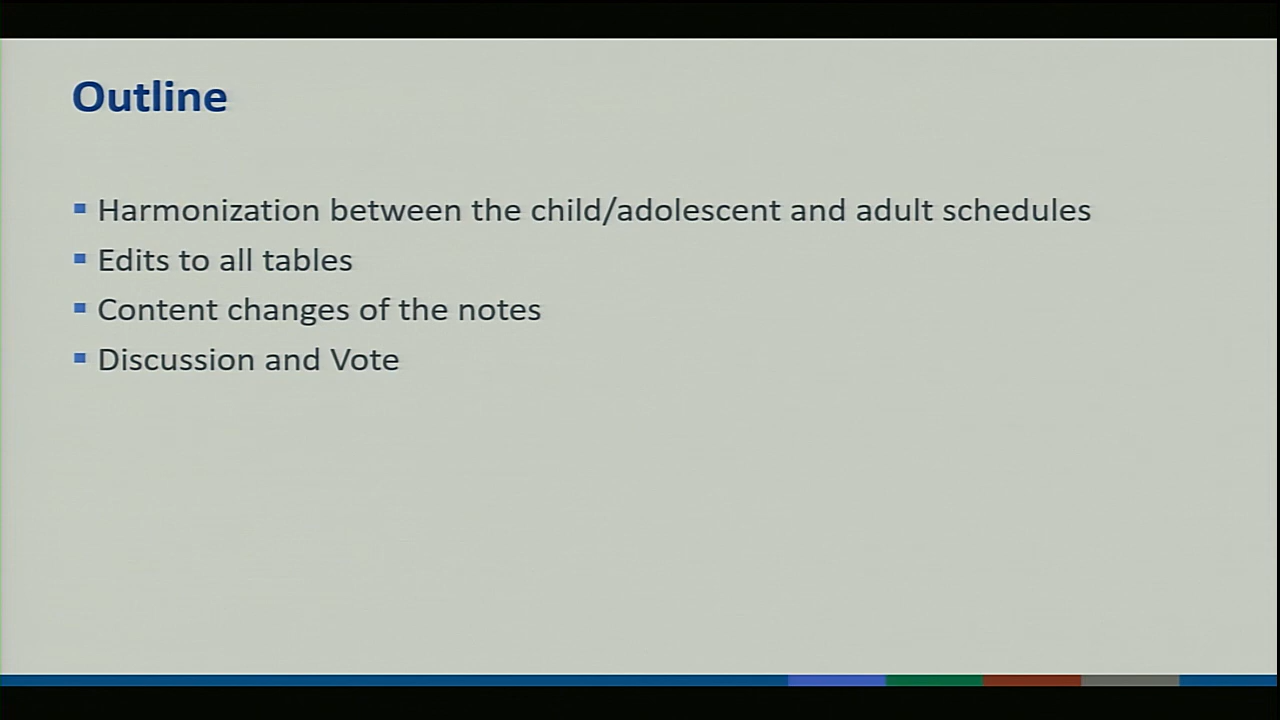 Outline
Harmonization between the child/adolescent and adult schedules
Edits to all tables
Content changes of the notes
Discussion and Vote